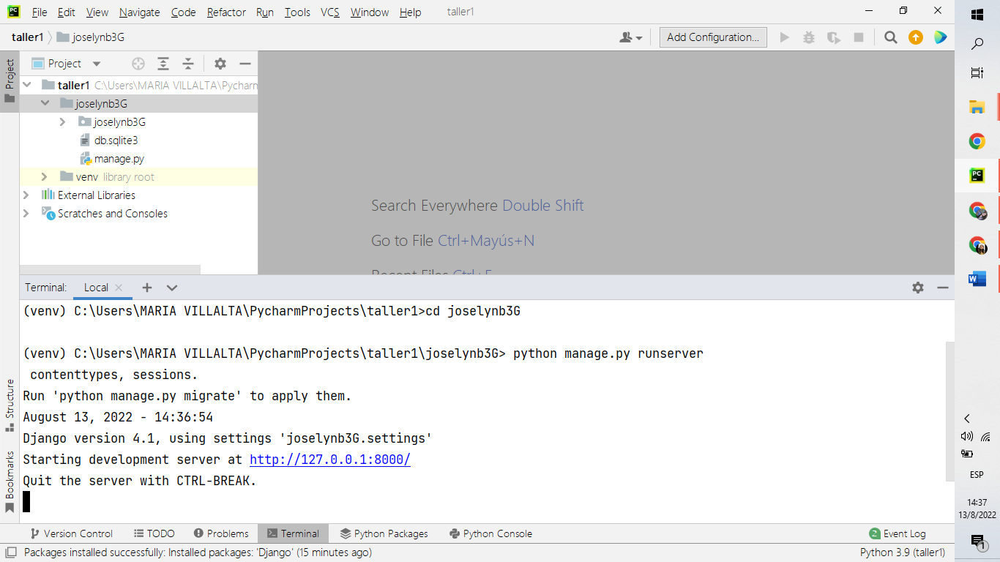 PC File Edit View Navigate Code Refactor Run Tools VCS Window Help taller1
taller1 joselynb3G Add Configuration...
Project
Project
taller1 C:\Users\MARIA VILLALTA\Pycharm
joselynb3G
joselynb3G
db.sqlite3
manage.py
venv library root
External Libraries
Scratches and Consoles
Search Everywhere Double Shift
Go to File Ctrl+Mayús+N
Recent Files Ctrl+E
Terminal: Local
(venv) C:\Users\MARIA VILLALTA\PycharmProjects\taller1>cd joselynb3G
(venv) C:\Users\MARIA VILLALTA\PycharmProjects\taller1\joselynb3G> python manage.py runserver
contenttypes, sessions.
Run 'python manage.py migrate' to apply them.
August 13, 2022 - 14:36:54
Django version 4.1, using settings 'joselynb3G.settings'
Starting development server at http://127.0.0.1:8000/
Quit the server with CTRL-BREAK.
Structure
Bookmarks
Version Control TODO Problems Terminal Python Packages Python Console 2 Event Log
Packages installed successfully: Installed packages: 'Django' (15 minutes ago) Python 3.9 (taller1)
PC
W
ESP
14:37
13/8/2022
1